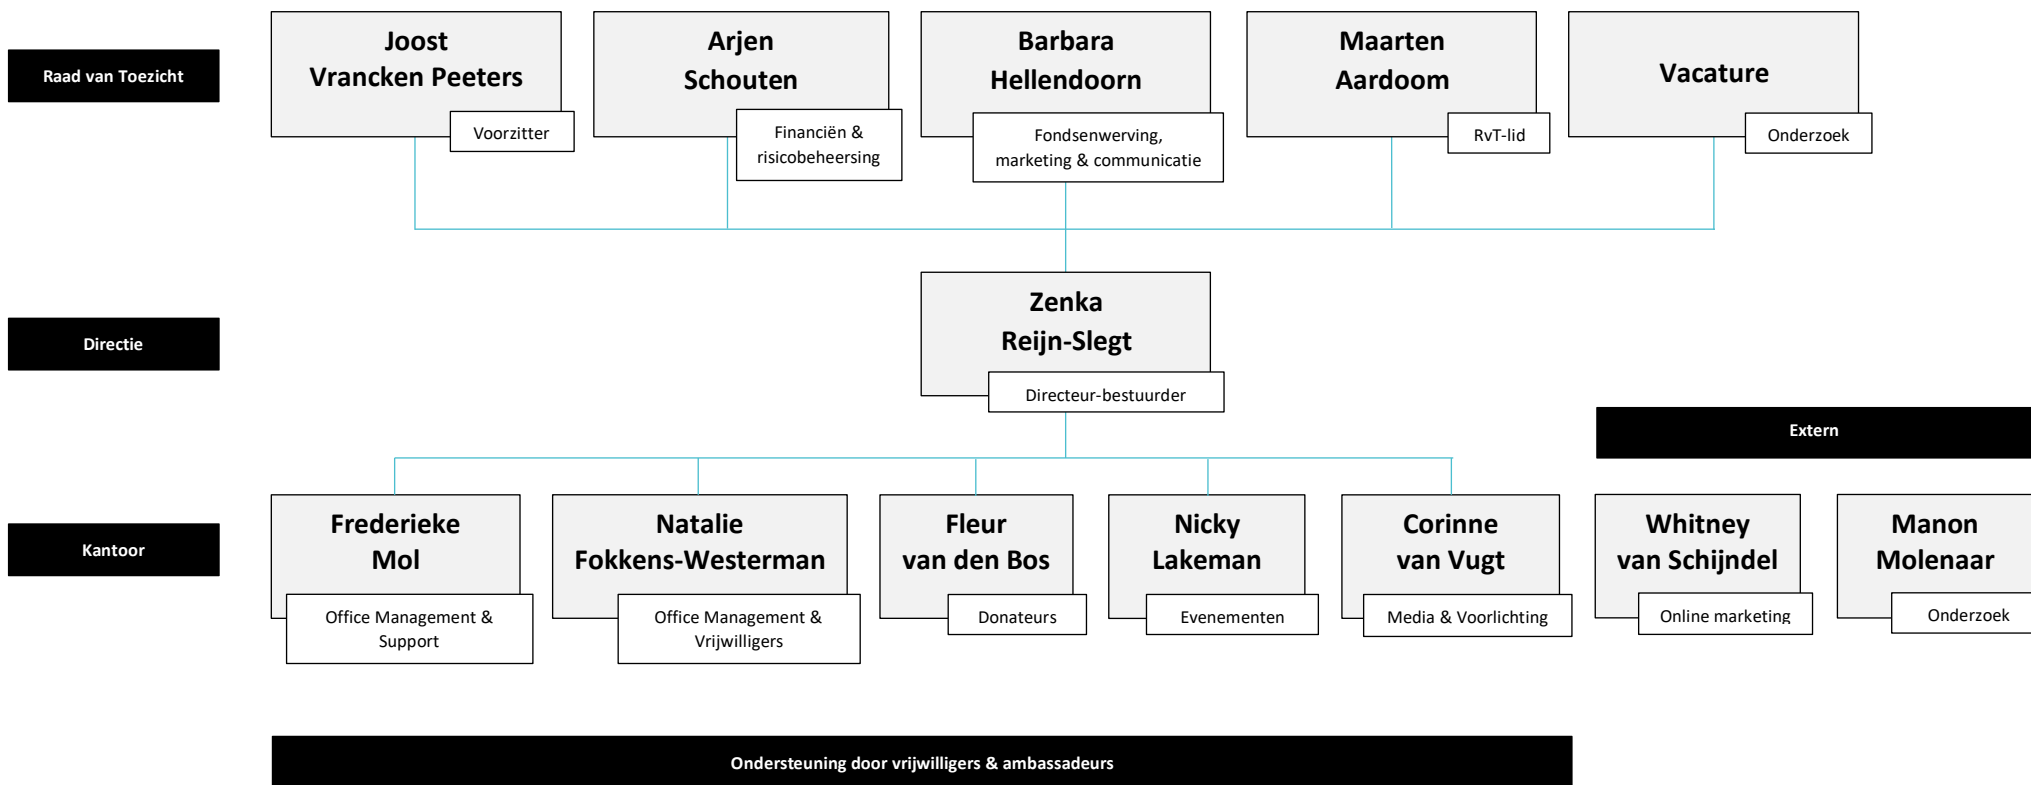 Raad van Toezicht
Joost
Vrancken Peeters
Voorzitter
Arjen
Schouten
Financiën &
risicobeheersing
Barbara
Hellendoorn
Fondsenwerving,
marketing & communicatie
Maarten
Aardoom
RvT-lid
Vacature
Onderzoek
Directie
Zenka
Reijn-Slegt
Directeur-bestuurder
Extern
Kantoor
Frederieke
Mol
Office Management &
Support
Natalie
Fokkens-Westerman
Office Management &
Vrijwilligers
Fleur
van den Bos
Donateurs
Nicky
Lakeman
Evenementen
Corinne
van Vugt
Media & Voorlichting
Whitney
van Schijndel
Online marketing
Manon
Molenaar
Onderzoek
Ondersteuning door vrijwilligers & ambassadeurs